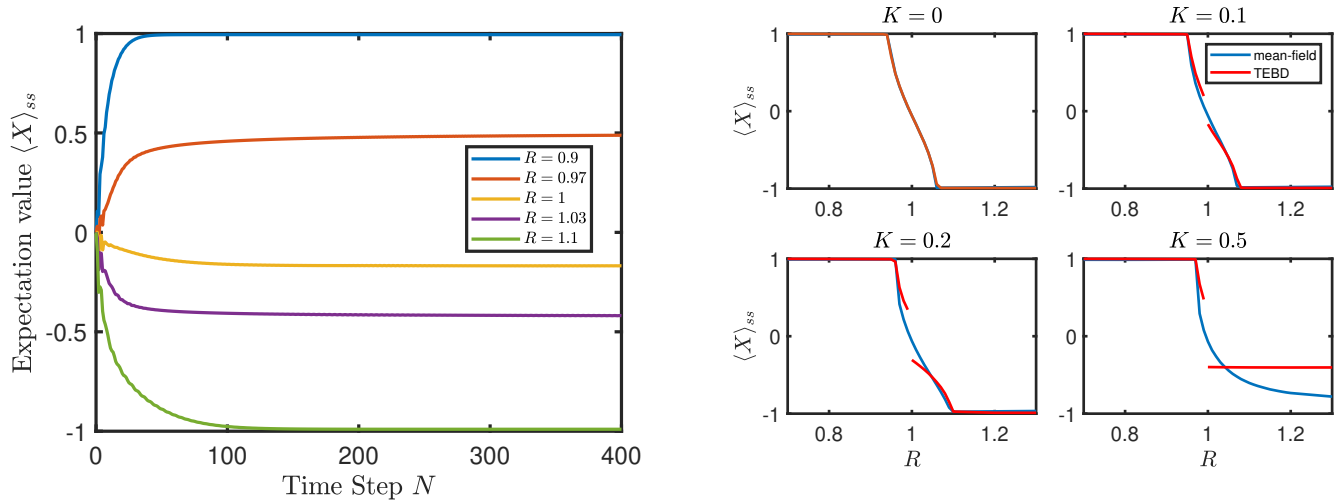 Expectation value ⟨X⟩ss
1
0.5
0
-0.5
-1
0
100
200
300
400
Time Step N
R = 0.9
R = 0.97
R = 1
R = 1.03
R = 1.1
K = 0
⟨X⟩ss
1
0
-1
0.8
1
1.2
K = 0.1
1
0
-1
0.8
1
1.2
mean-field
TEBD
K = 0.2
⟨X⟩ss
1
0
-1
0.8
1
1.2
R
K = 0.5
1
0
-1
0.8
1
1.2
R